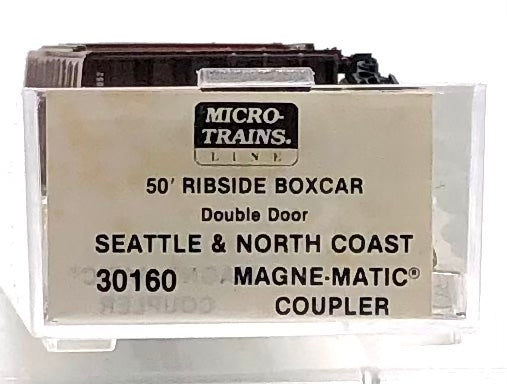 MICRO-
TRAINS.
LINE
50' RIBSIDE BOXCAR
Double Door
SEATTLE & NORTH COAST
30160 MAGNE-MATIC®
COUPLER